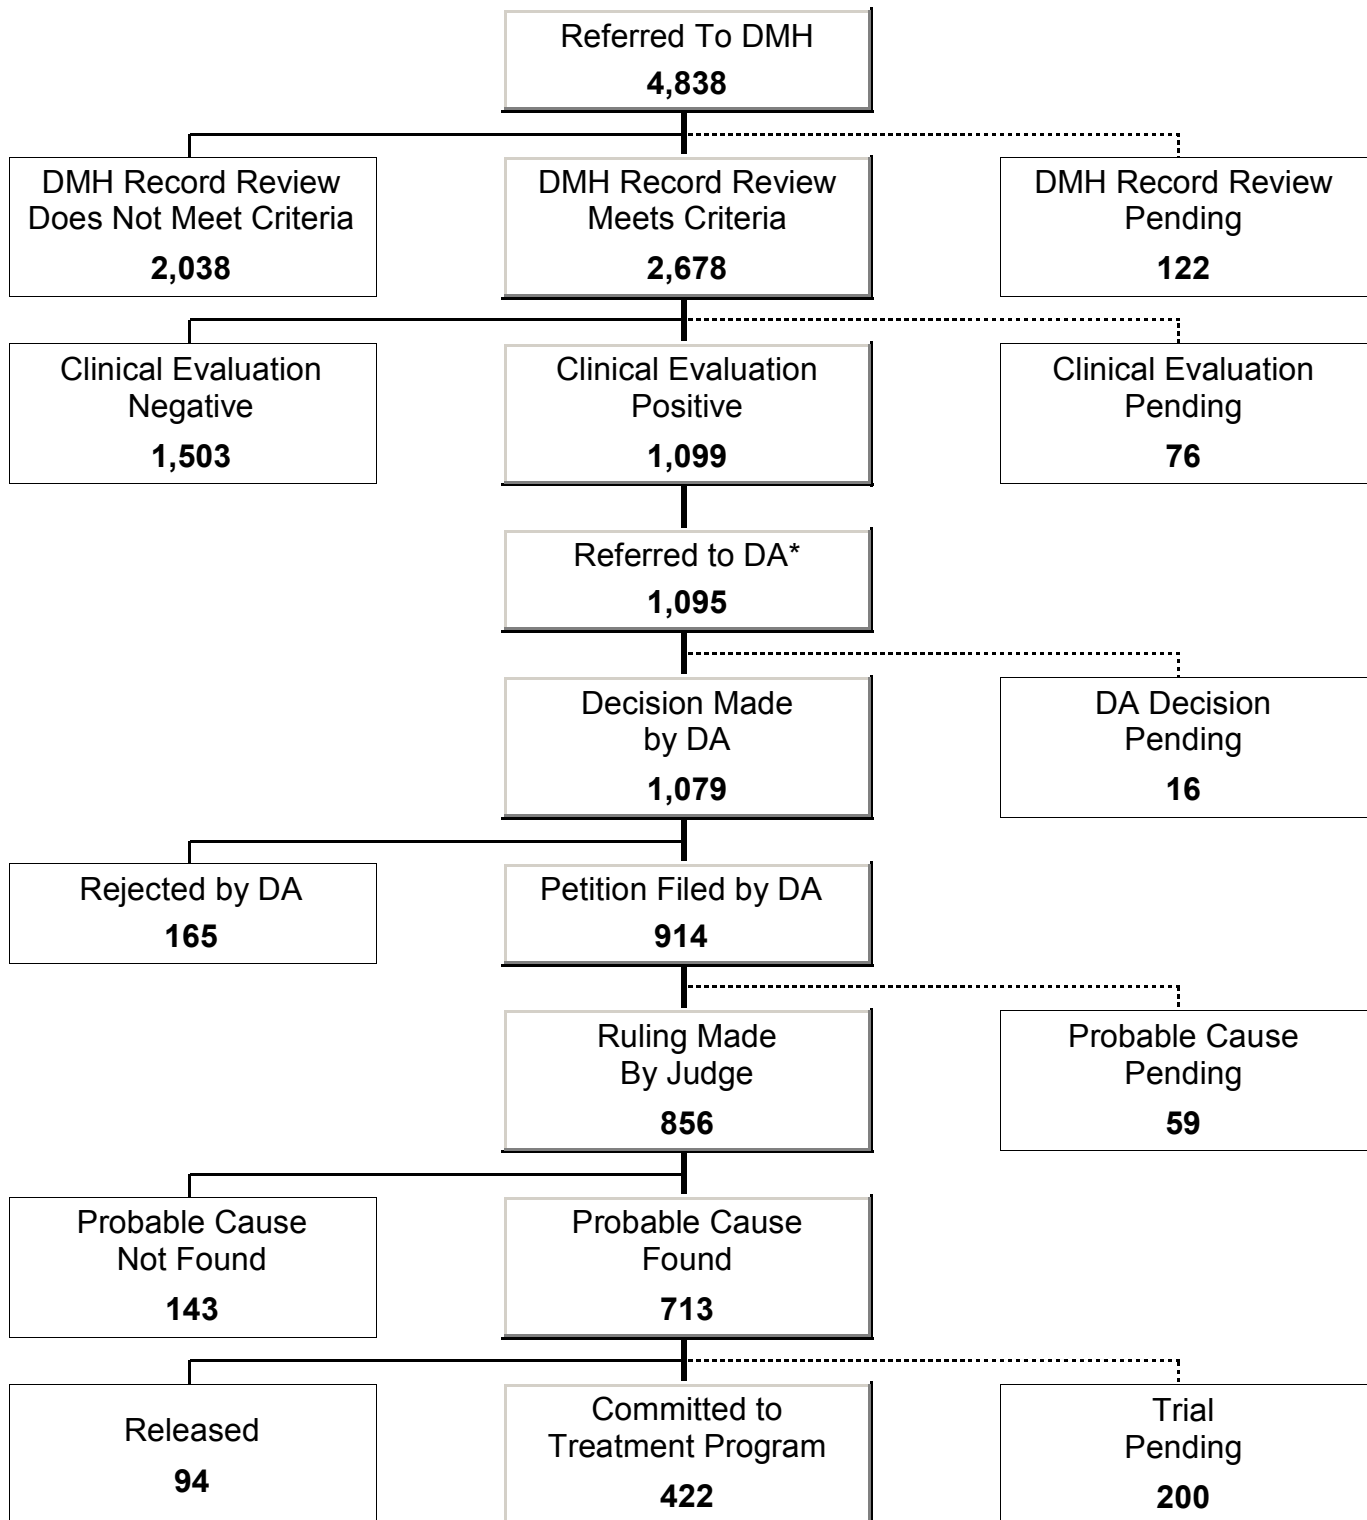 Referred To DMH
4,838
DMH Record Review
Does Not Meet Criteria
2,038
DMH Record Review
Meets Criteria
2,678
DMH Record Review
Pending
122
Clinical Evaluation
Negative
1,503
Clinical Evaluation
Positive
1,099
Clinical Evaluation
Pending
76
Referred to DA*
1,095
Decision Made
by DA
1,079
DA Decision
Pending
16
Rejected by DA
165
Petition Filed by DA
914
Ruling Made
By Judge
856
Probable Cause
Pending
59
Probable Cause
Not Found
143
Probable Cause
Found
713
Released
94
Committed to
Treatment Program
422
Trial
Pending
200